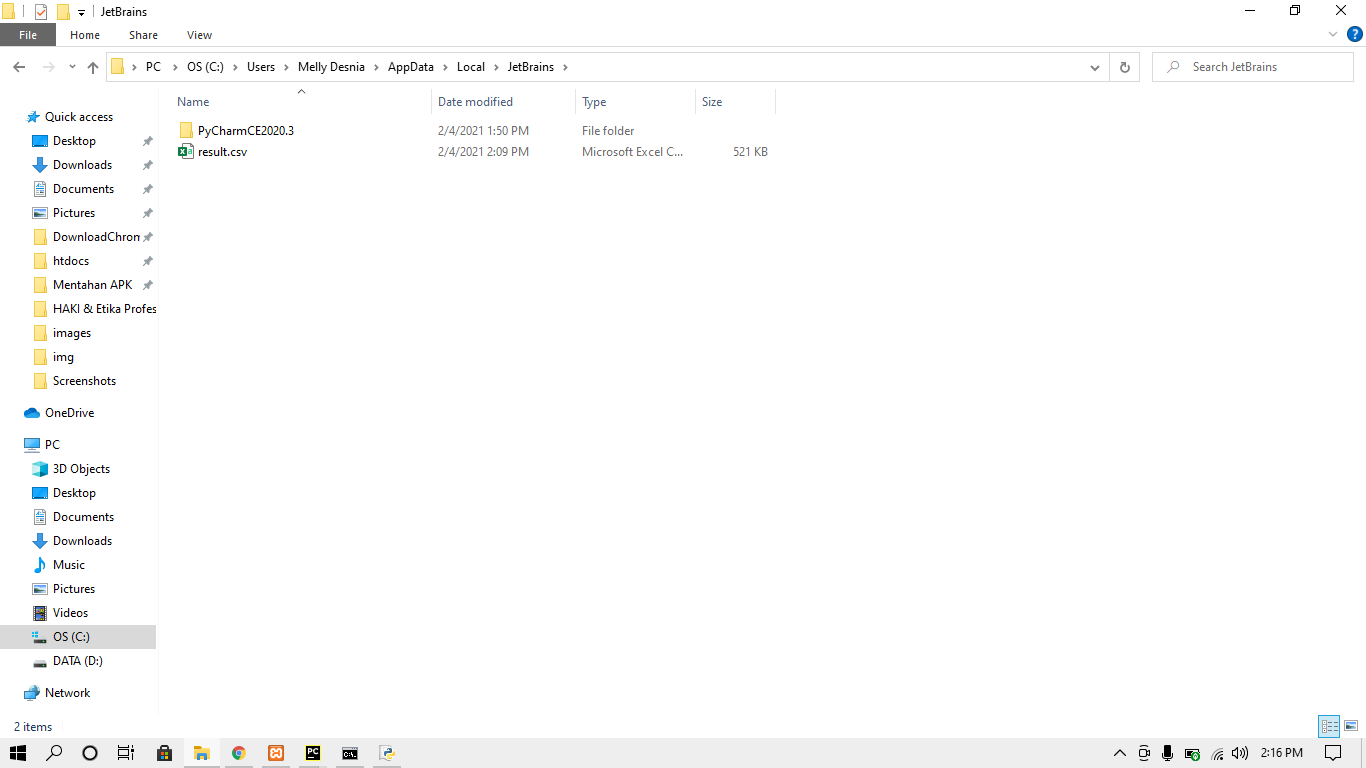 JetBrains
File Home Share View
PC OS (C:) Users Melly Desnia AppData Local JetBrains Search JetBrains
Name Date modified Type Size
PyCharmCE2020.3 2/4/2021 1:50 PM File folder
result.csv 2/4/2021 2:09 PM Microsoft Excel C... 521 KB
Quick access
Desktop
Downloads
Documents
Pictures
DownloadChrom
htdocs
Mentahan APK
HAKI & Etika Profes
images
img
Screenshots
OneDrive
PC
3D Objects
Desktop
Documents
Downloads
Music
Pictures
Videos
OS (C:)
DATA (D:)
Network
2 items
PC C:\ 2:16 PM